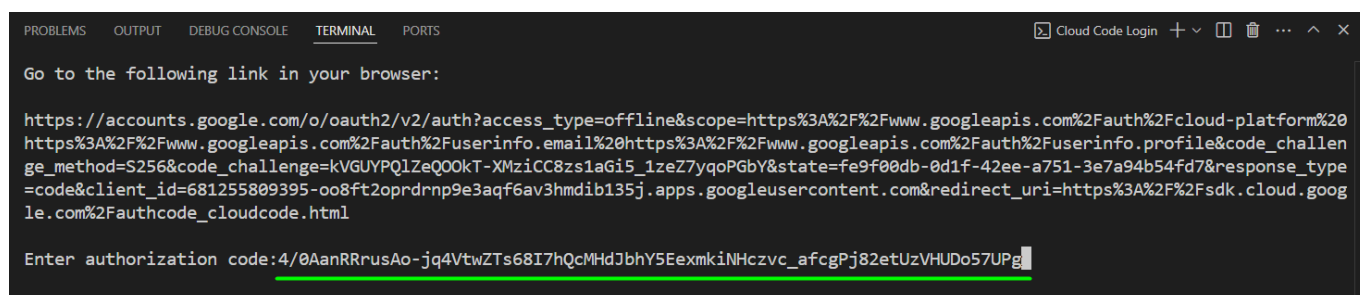 PROBLEMS OUTPUT DEBUG CONSOLE TERMINAL PORTS Cloud Code Login
Go to the following link in your browser:
https://accounts.google.com/o/oauth2/v2/auth?access_type=offline&scope=https%3A%2F%2Fwww.googleapis.com%2Fauth%2Fcloud-platform%20
https%3A%2F%2Fwww.googleapis.com%2Fauth%2Fuserinfo.email%20https%3A%2F%2Fwww.googleapis.com%2Fauth%2Fuserinfo.profile&code_challen
ge_method=S256&code_challenge=kVGUYPQlZeQOOkT-XMziCC8zs1aGi5_1zeZ7yqoPGbY&state=fe9f00db-0d1f-42ee-a751-3e7a94b54fd7&response_type
=code&client_id=681255809395-oo8ft2oprdrnp9e3aqf6av3hmdib135j.apps.googleusercontent.com&redirect_uri=https%3A%2F%2Fsdk.cloud.goog
le.com%2Fauthcode_cloudcode.html
Enter authorization code:4/0AanRRrusAo-jq4VtwZTs68I7hQcMHdJbhY5EexmkiNHczvc_afcgPj82etUzVHUDo57UPg